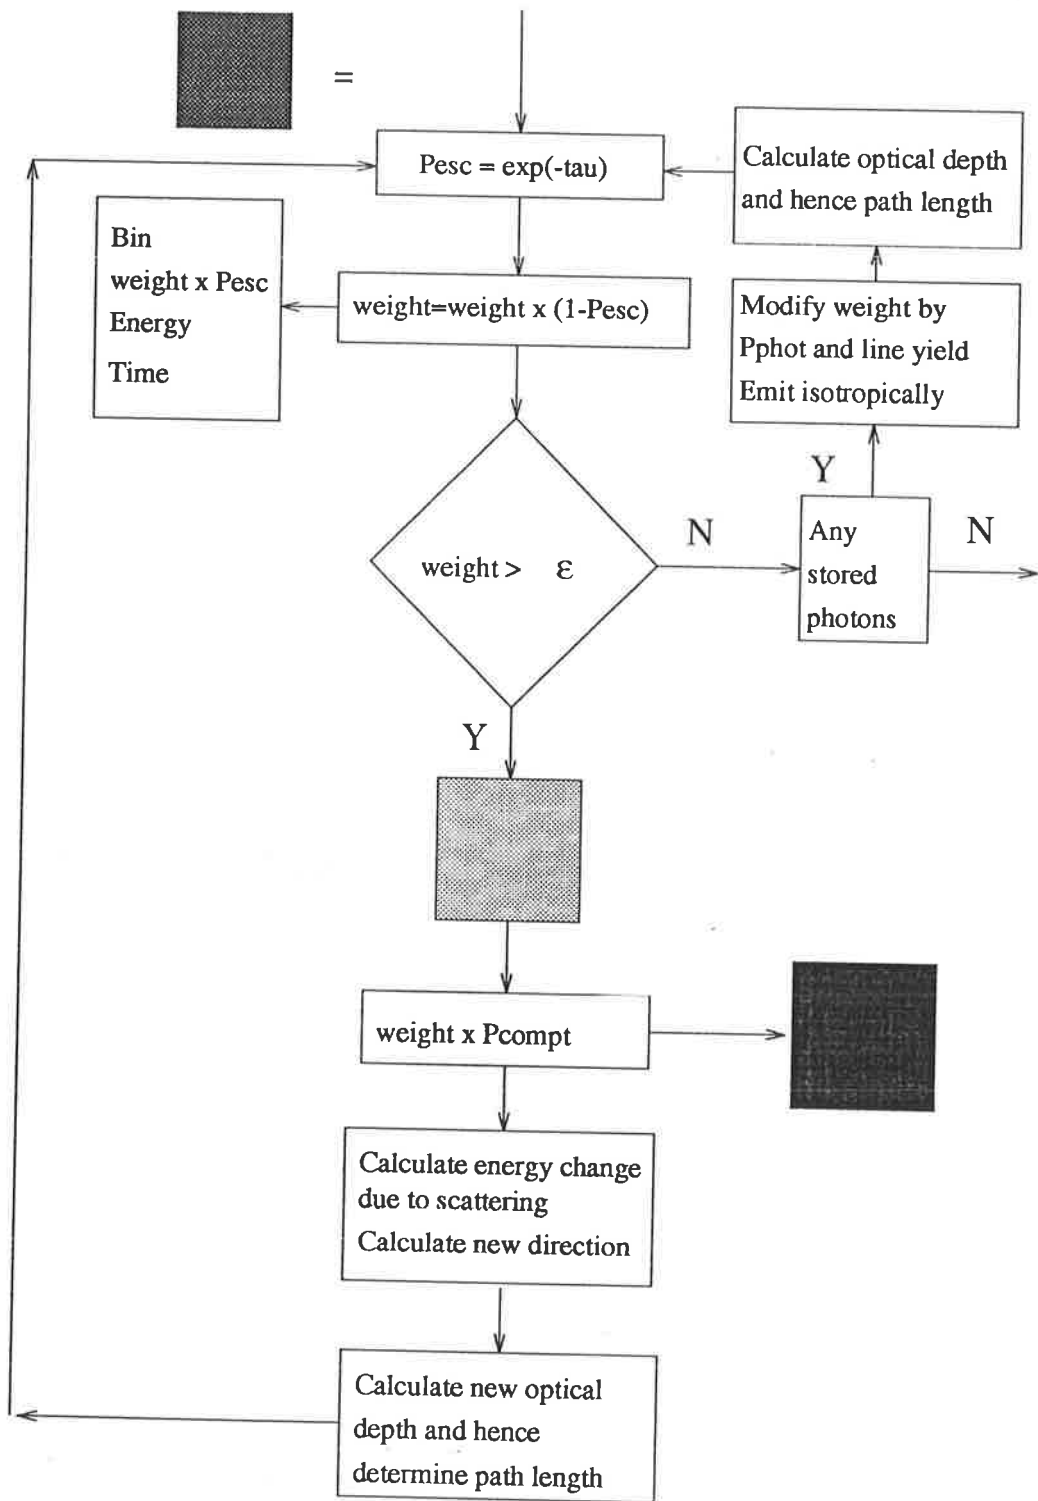 =
Pesc = exp(-tau)
Calculate optical depth
and hence path length
Bin
weight x Pesc
Energy
Time
weight=weight x (1-Pesc)
Modify weight by
Pphot and line yield
Emit isotropically
Y
weight > ε
N
Any
stored
photons
N
Y
weight x Pcompt
Calculate energy change
due to scattering
Calculate new direction
Calculate new optical
depth and hence
determine path length